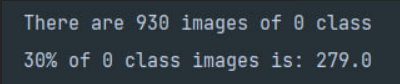 There are 930 images of 0 class
30% of 0 class images is: 279.0